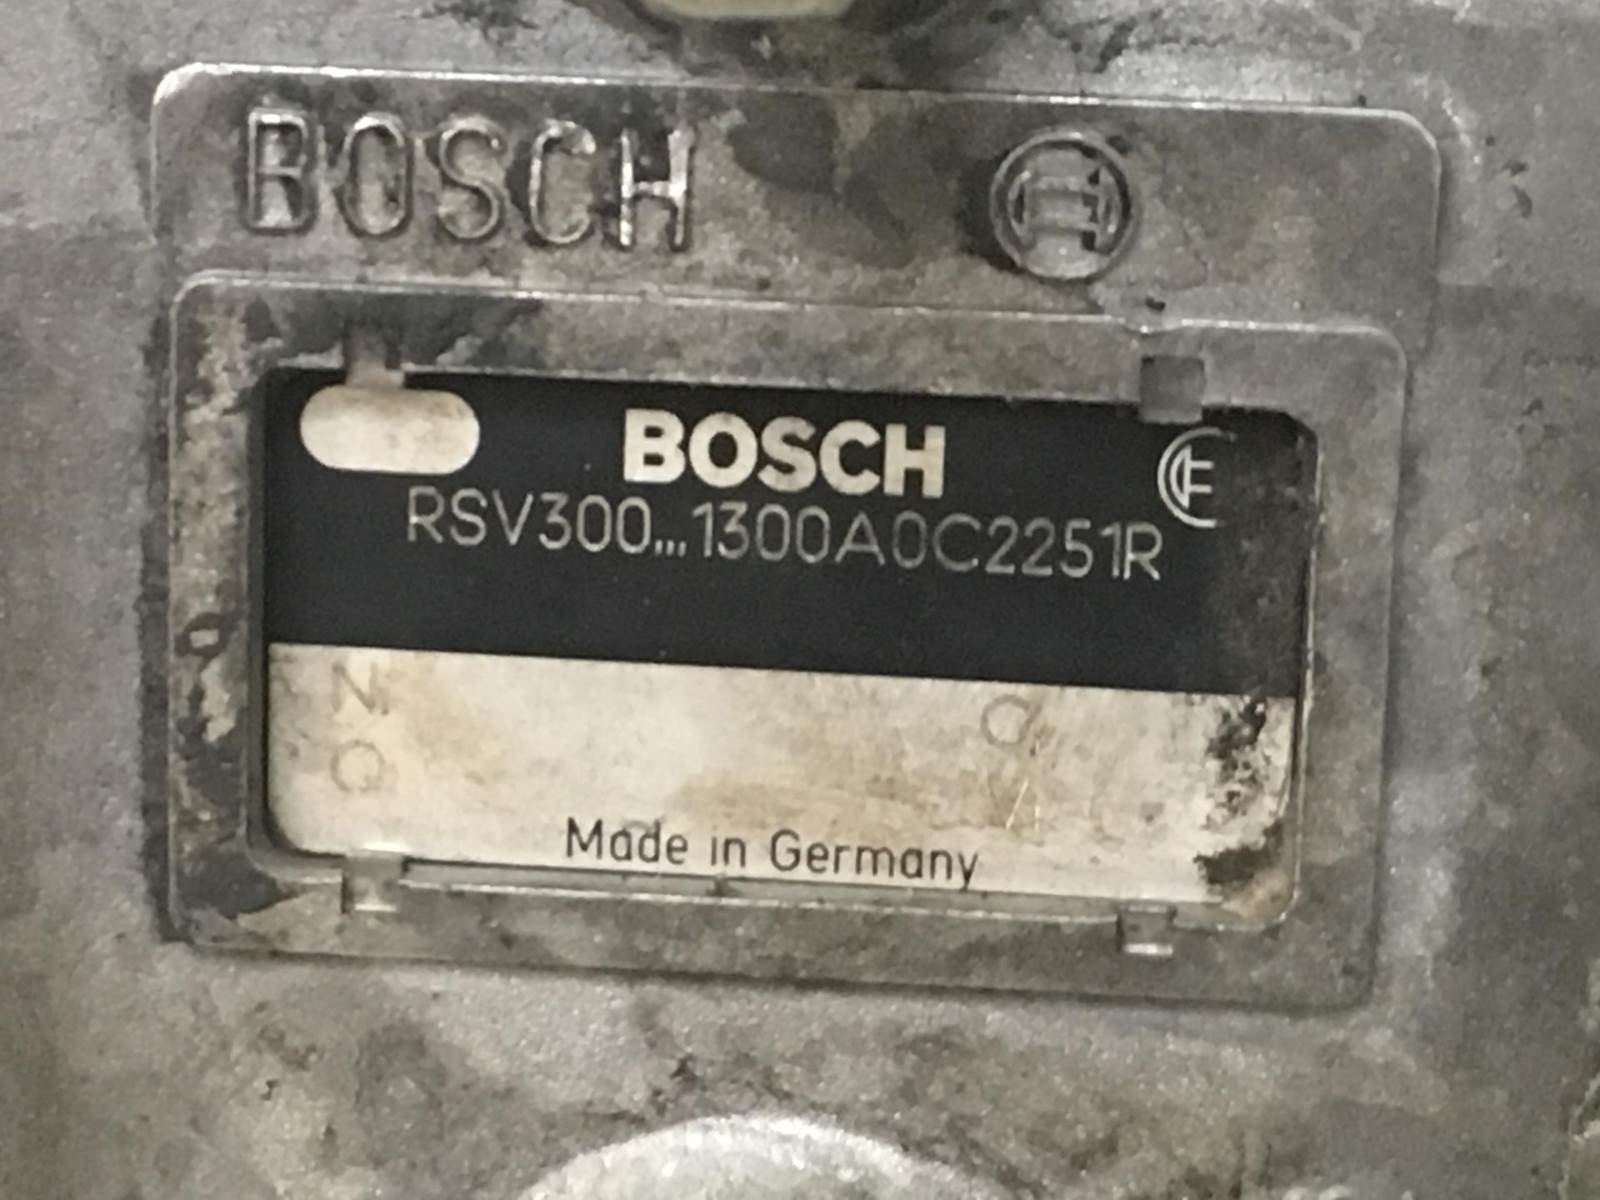 BOSCH
BOSCH
RSV300...1300A0C2251R
N
Q
Made in Germany